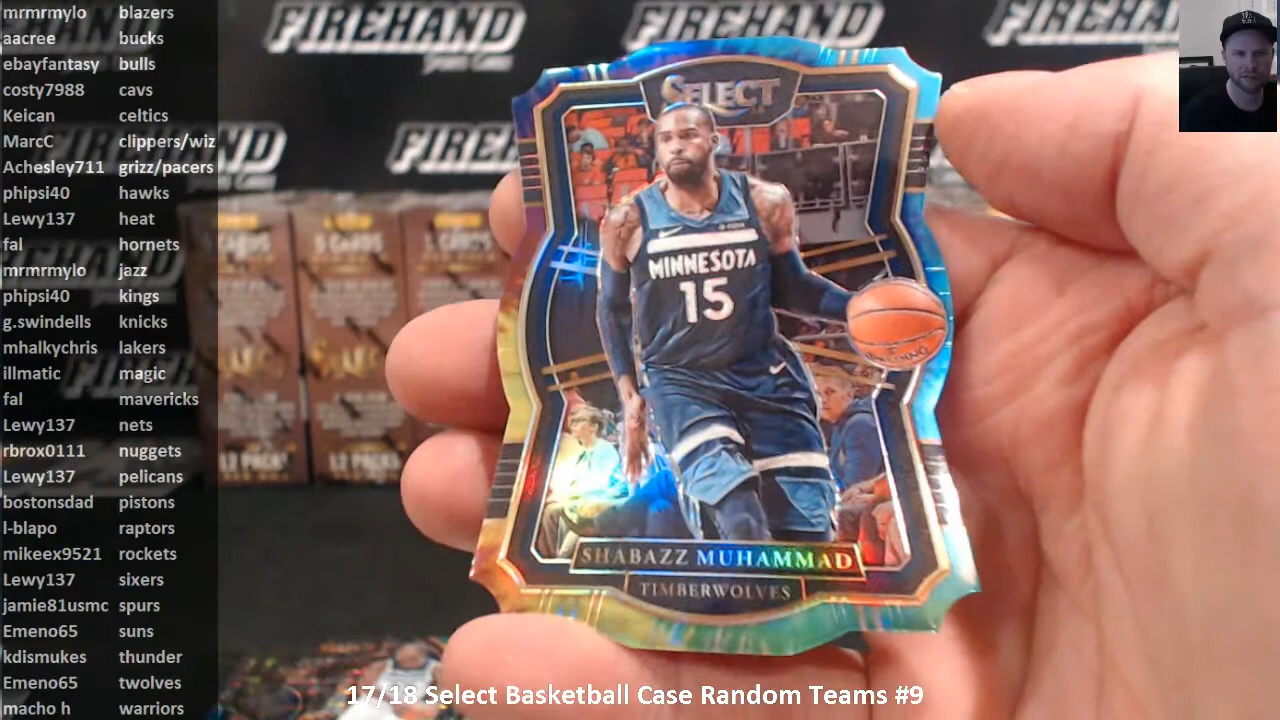 mrmrmylo blazers
aacree bucks
ebayfantasy bulls
costy7988 cavs
Keican celtics
MarcC clippers/wiz
Achesley711 grizz/pacers
phipsi40 hawks
Lewy137 heat
fal hornets
mrmrmylo jazz
phipsi40 kings
g.swindells knicks
mhalkychris lakers
illmatic magic
fal mavericks
Lewy137 nets
rbrox0111 nuggets
Lewy137 pelicans
bostonsdad pistons
l-blapo raptors
mikeex9521 rockets
Lewy137 sixers
jamie81usmc spurs
Emeno65 suns
kdismukes thunder
Emeno65 twolves
macho h warriors
FIREHAND
FIREHAND
FIREHAND
FIREHAND
SELECT
MINNESOTA
15
SHABAZZ MUHAMMAD
TIMBERWOLVES
17/18 Select Basketball Case Random Teams #9